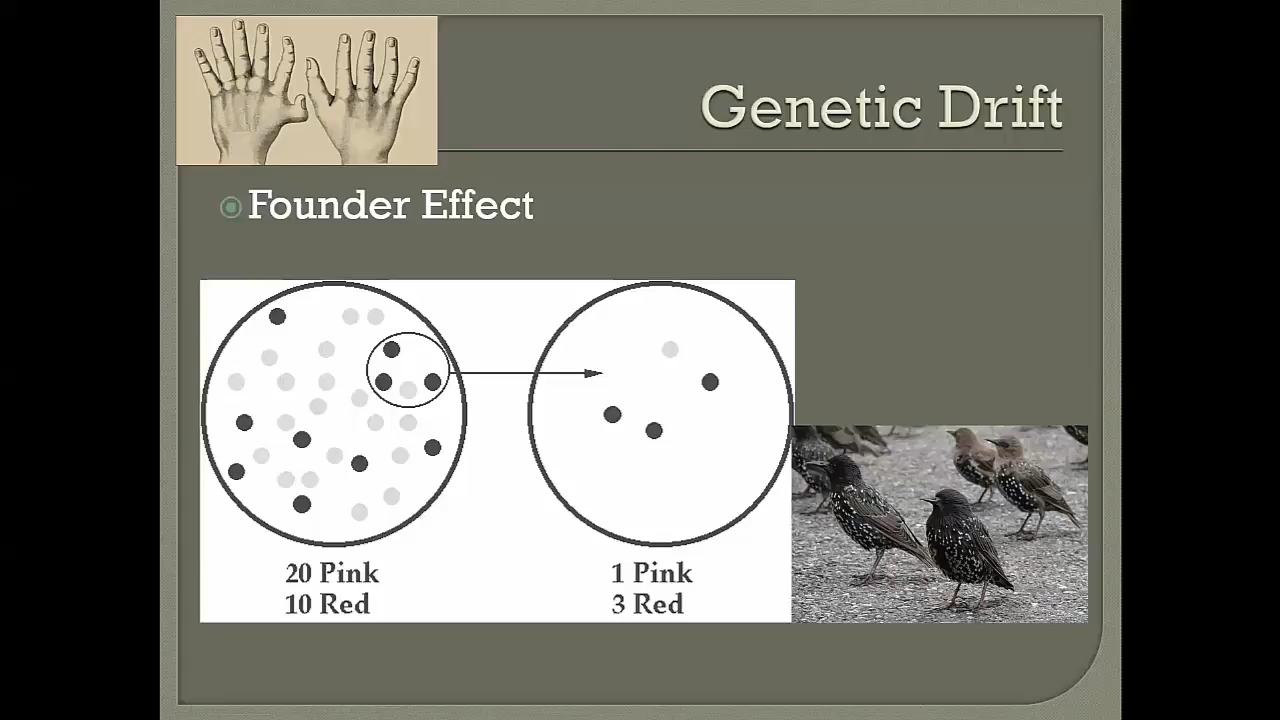 Genetic Drift
Founder Effect
20 Pink
10 Red
1 Pink
3 Red